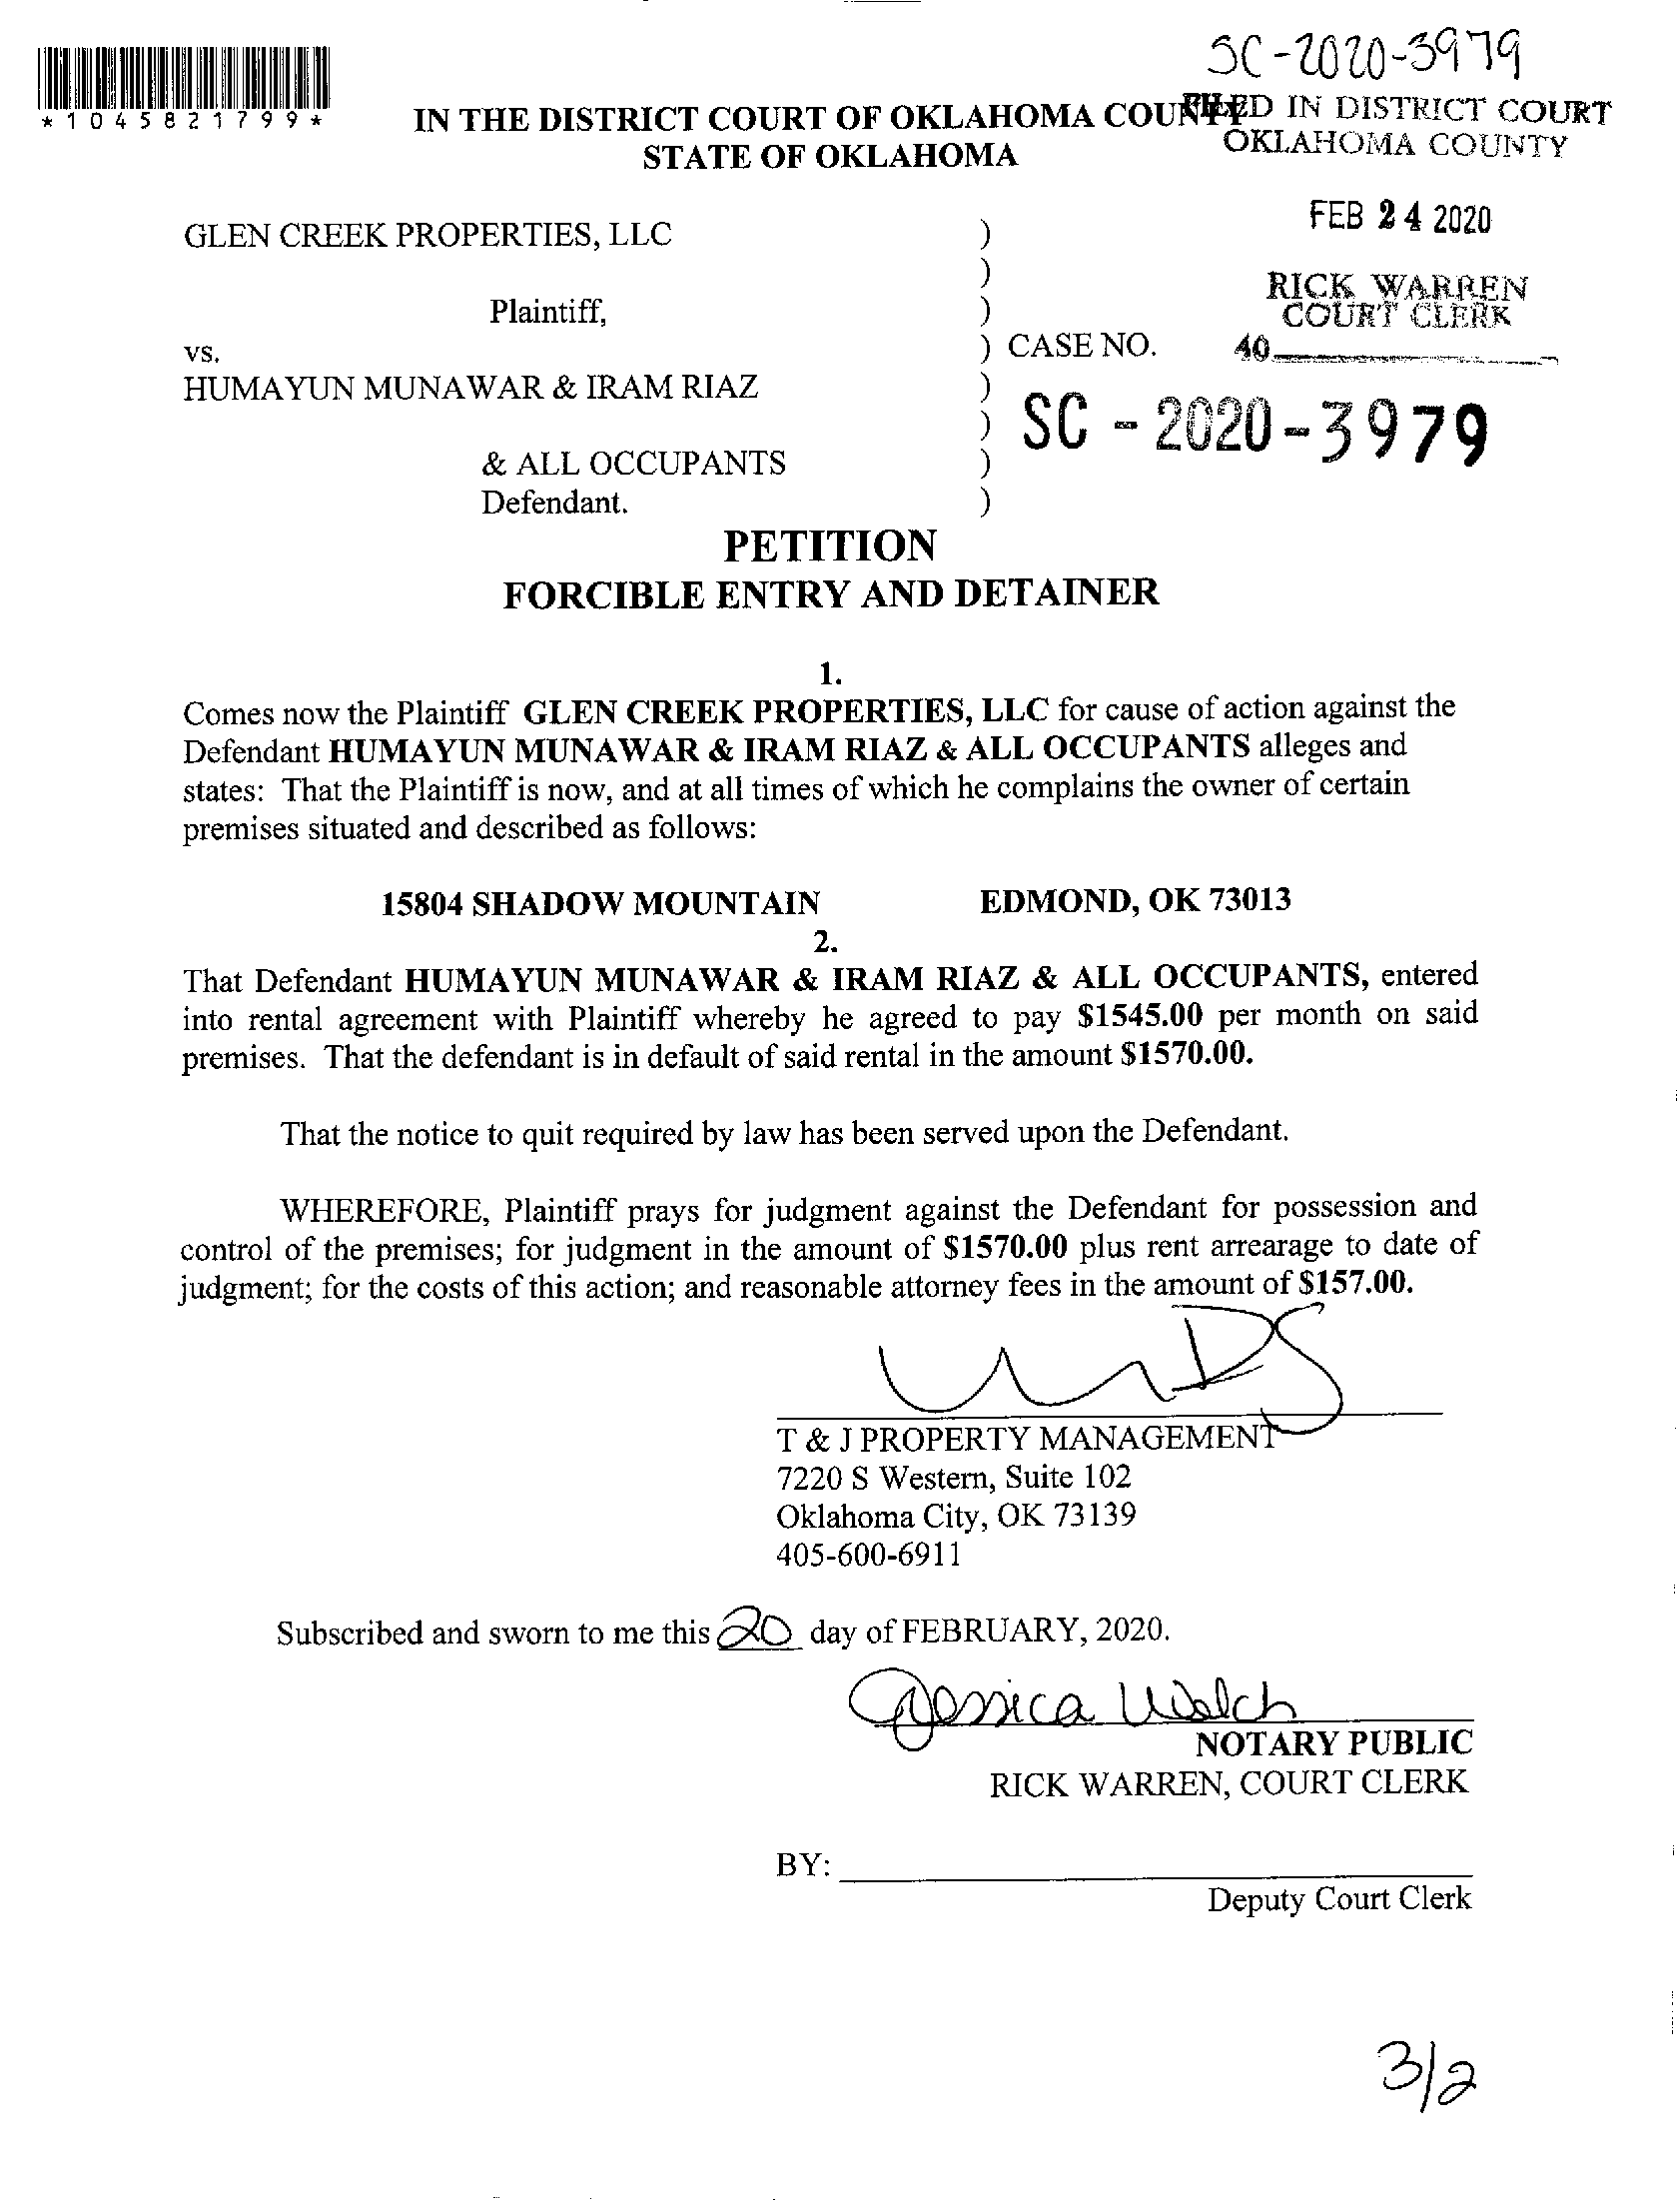 SC-2020-3979
*1045821799*
IN THE DISTRICT COURT OF OKLAHOMA COUNTY
STATE OF OKLAHOMA
FILED IN DISTRICT COURT
OKLAHOMA COUNTY
FEB 24 2020
RICK WARREN
COURT CLERK
40
GLEN CREEK PROPERTIES, LLC )
)
Plaintiff, )
vs. ) CASE NO.
HUMAYUN MUNAWAR & IRAM RIAZ )
) SC - 2020-3979
& ALL OCCUPANTS )
Defendant. )
PETITION
FORCIBLE ENTRY AND DETAINER
1.
Comes now the Plaintiff GLEN CREEK PROPERTIES, LLC for cause of action against the
Defendant HUMAYUN MUNAWAR & IRAM RIAZ & ALL OCCUPANTS alleges and
states: That the Plaintiff is now, and at all times of which he complains the owner of certain
premises situated and described as follows:
15804 SHADOW MOUNTAIN EDMOND, OK 73013
2.
That Defendant HUMAYUN MUNAWAR & IRAM RIAZ & ALL OCCUPANTS, entered
into rental agreement with Plaintiff whereby he agreed to pay $1545.00 per month on said
premises. That the defendant is in default of said rental in the amount $1570.00.
That the notice to quit required by law has been served upon the Defendant.
WHEREFORE, Plaintiff prays for judgment against the Defendant for possession and
control of the premises; for judgment in the amount of $1570.00 plus rent arrearage to date of
judgment; for the costs of this action; and reasonable attorney fees in the amount of $157.00.
T & J PROPERTY MANAGEMENT
7220 S Western, Suite 102
Oklahoma City, OK 73139
405-600-6911
Subscribed and sworn to me this 20 day of FEBRUARY, 2020.
Jessica Welch
NOTARY PUBLIC
RICK WARREN, COURT CLERK
BY:
Deputy Court Clerk
3/2